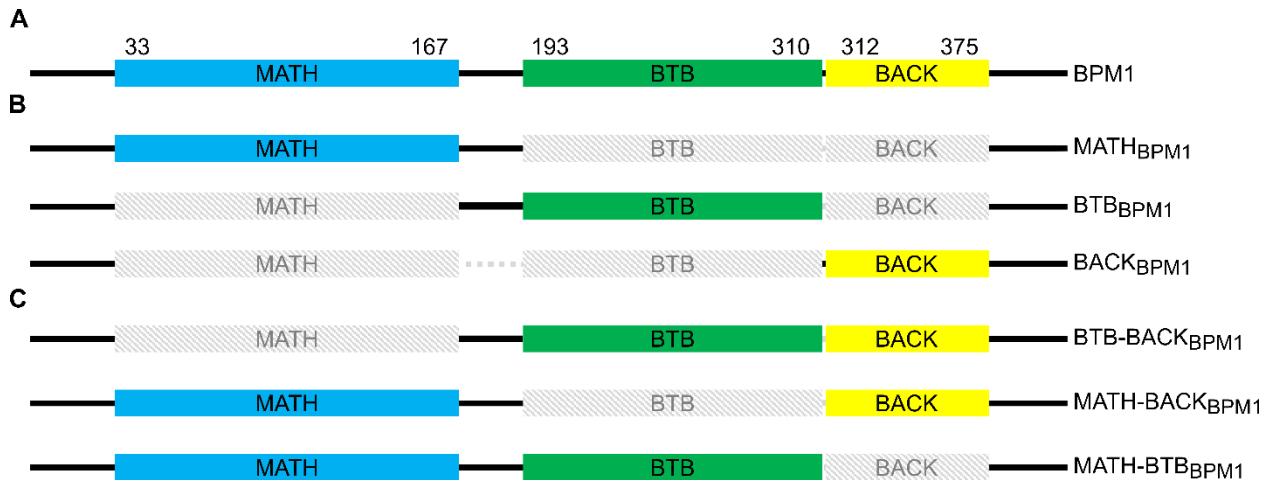 A
33 167 193 310 312 375
MATH BTB BACK BPM1
B
MATH BTB BACK MATHBPM1
MATH BTB BACK BTBBPM1
MATH BTB BACK BACKBPM1
C
MATH BTB BACK BTB-BACKBPM1
MATH BTB BACK MATH-BACKBPM1
MATH BTB BACK MATH-BTBBPM1